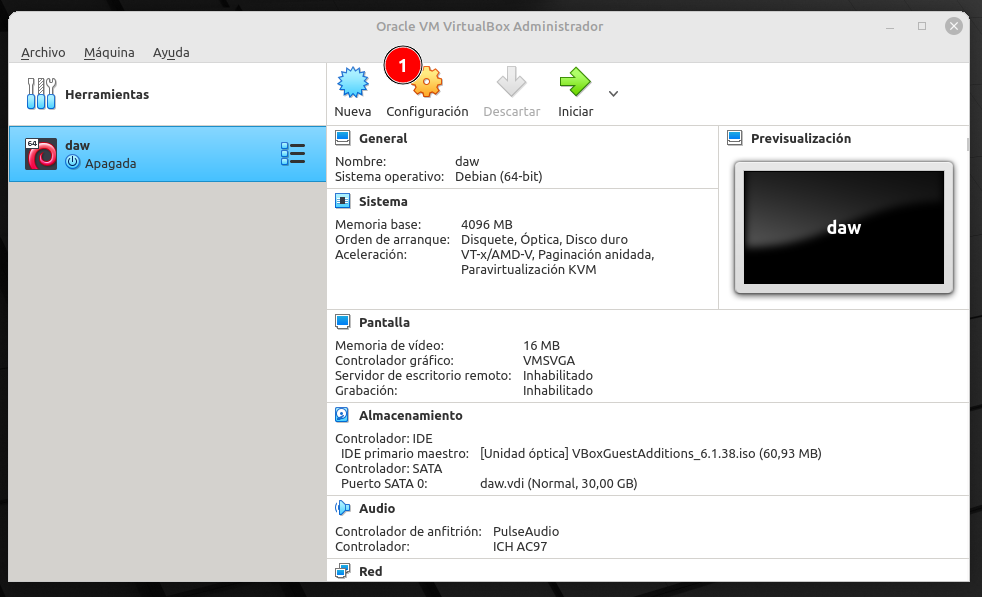 Oracle VM VirtualBox Administrador
Archivo Máquina Ayuda
Herramientas
1
Nueva Configuración Descartar Iniciar
64
daw
Apagada
General
Nombre: daw
Sistema operativo: Debian (64-bit)
Sistema
Memoria base: 4096 MB
Orden de arranque: Disquete, Óptica, Disco duro
Aceleración: VT-x/AMD-V, Paginación anidada,
Paravirtualización KVM
Previsualización
daw
Pantalla
Memoria de vídeo: 16 MB
Controlador gráfico: VMSVGA
Servidor de escritorio remoto: Inhabilitado
Grabación: Inhabilitado
Almacenamiento
Controlador: IDE
IDE primario maestro: [Unidad óptica] VBoxGuestAdditions_6.1.38.iso (60,93 MB)
Controlador: SATA
Puerto SATA 0: daw.vdi (Normal, 30,00 GB)
Audio
Controlador de anfitrión: PulseAudio
Controlador: ICH AC97
Red